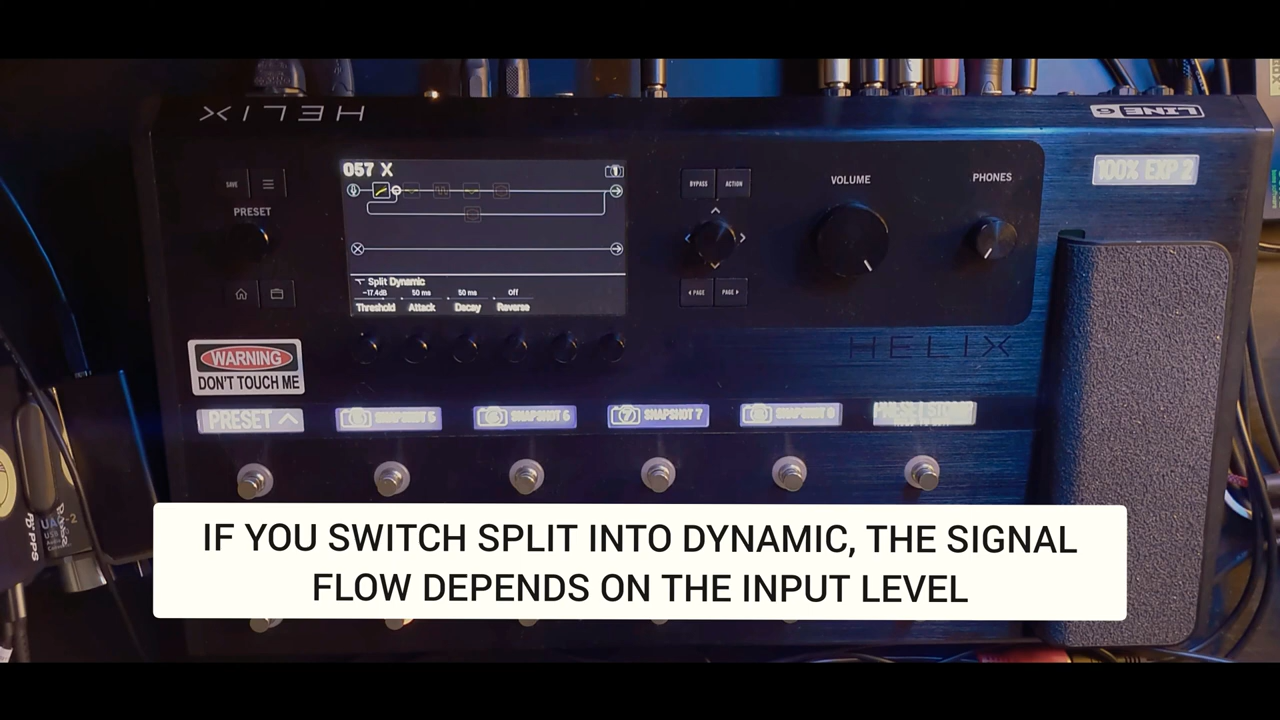 HELIX
LINE 6
057 X
100% EXP 2
SAVE
BYPASS
ACTION
VOLUME
PHONES
PRESET
Split Dynamic
-17.4dB 50 ms 50 ms Off
Threshold Attack Decay Reverse
PAGE
PAGE
HELIX
WARNING
DON'T TOUCH ME
PRESET
SNAPSHOT 5
SNAPSHOT 6
7 SNAPSHOT 7
SNAPSHOT 8
IF YOU SWITCH SPLIT INTO DYNAMIC, THE SIGNAL
FLOW DEPENDS ON THE INPUT LEVEL